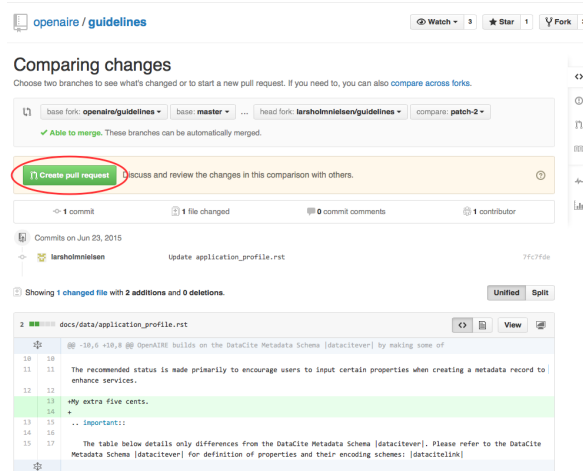 openaire / guidelines
Watch 3 Star 1 Fork
Comparing changes
Choose two branches to see what's changed or to start a new pull request. If you need to, you can also compare across forks.
base fork: openaire/guidelines base: master ... head fork: larsholmnielsen/guidelines compare: patch-2
✓ Able to merge. These branches can be automatically merged.
Create pull request Discuss and review the changes in this comparison with others.
1 commit 1 file changed 0 commit comments 1 contributor
Commits on Jun 23, 2015
larsholmnielsen Update application_profile.rst 7fc7fde
Showing 1 changed file with 2 additions and 0 deletions. Unified Split
2 docs/data/application_profile.rst <> View
@@ -10,6 +10,8 @@ OpenAIRE builds on the DataCite Metadata Schema |datacitever| by making some of
10 10
11 11 The recommended status is made primarily to encourage users to input certain properties when creating a metadata record to
enhance services.
12 12
13 +My extra five cents.
14 +
13 15 .. important::
14 16
15 17 The table below details only differences from the DataCite Metadata Schema |datacitever|. Please refer to the DataCite
Metadata Schema |datacitever| for definition of properties and their encoding schemes: |datacitelink|